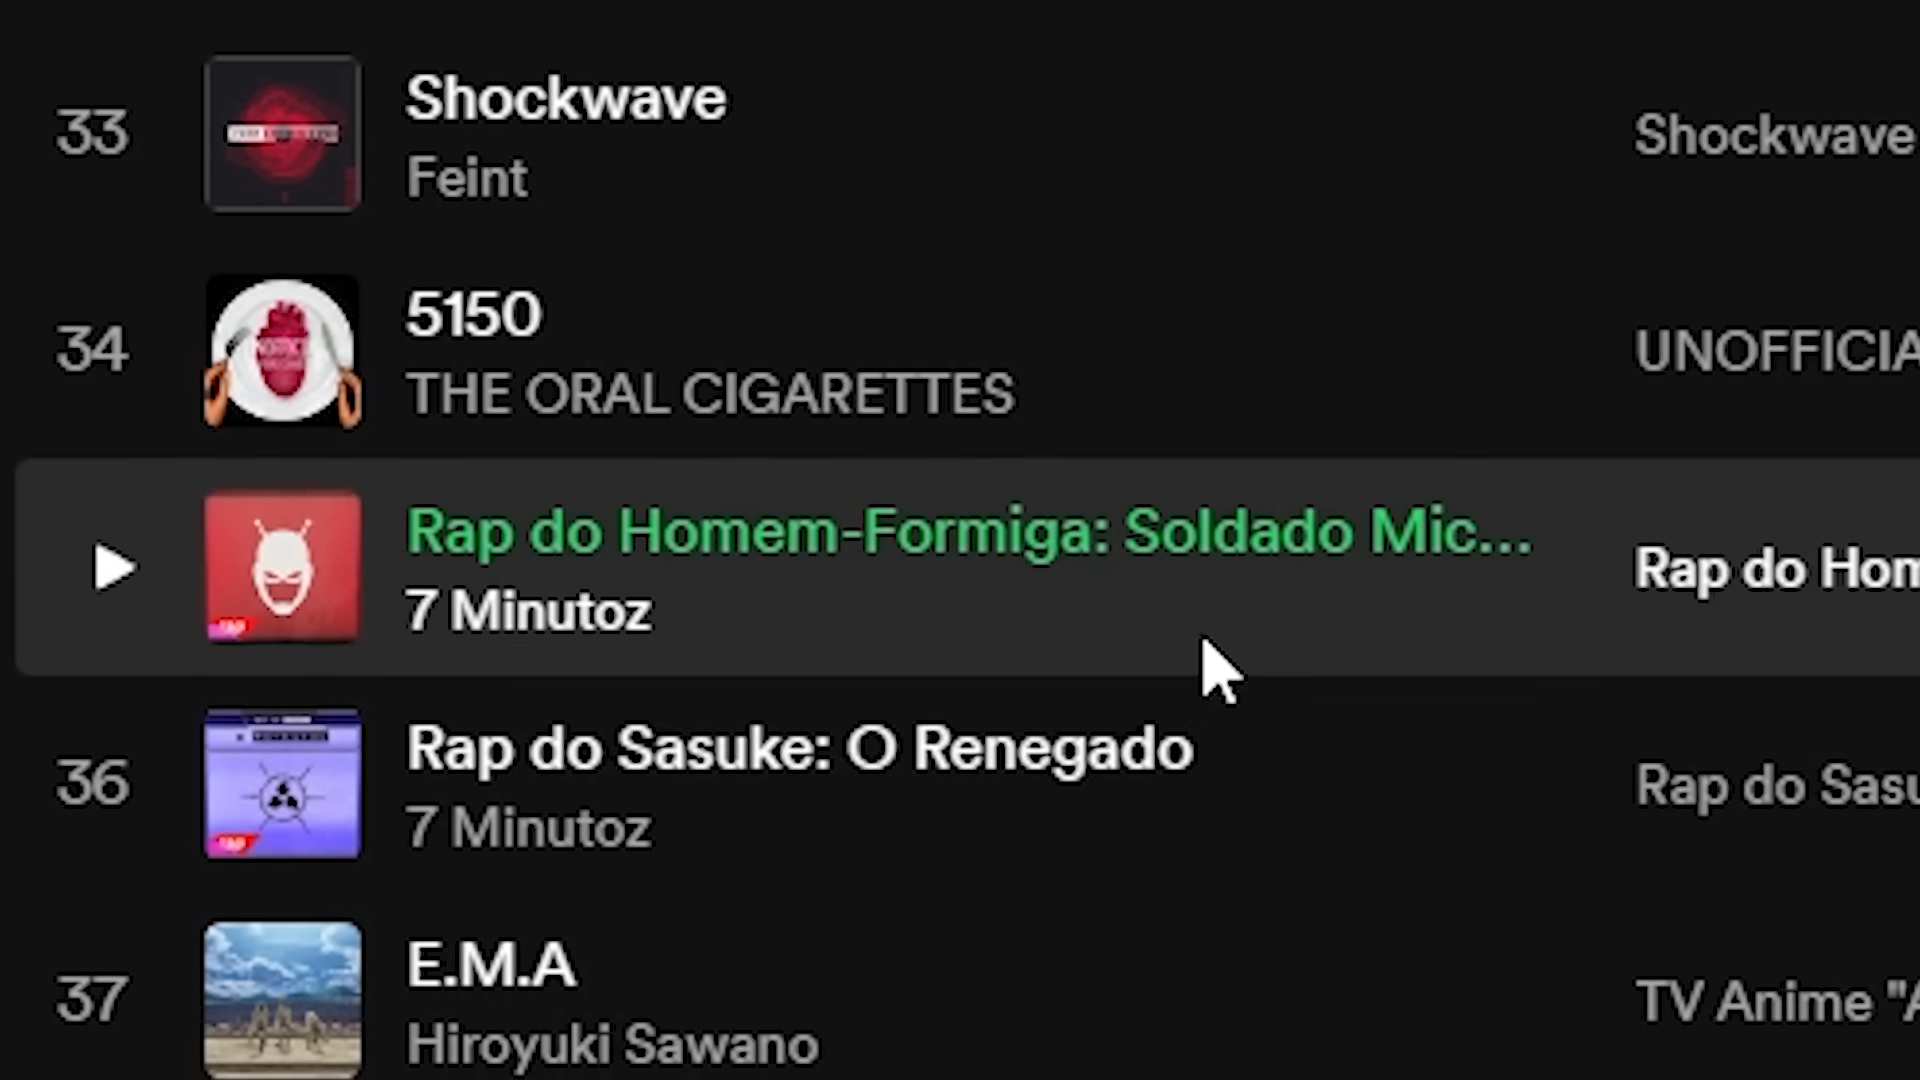 33
Shockwave
Feint
Shockwave
34
5150
THE ORAL CIGARETTES
UNOFFICIA
Rap do Homem-Formiga: Soldado Mic...
7 Minutoz
Rap do Hom
36
Rap do Sasuke: O Renegado
7 Minutoz
Rap do Sasu
37
E.M.A
Hiroyuki Sawano
TV Anime "A